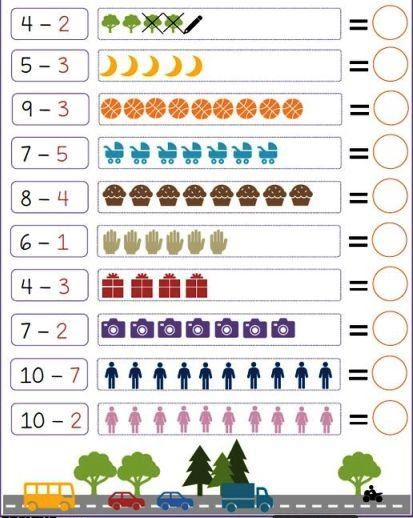 4 – 2 =
5 – 3 =
9 – 3 =
7 – 5 =
8 – 4 =
6 – 1 =
4 – 3 =
7 – 2 =
10 – 7 =
10 – 2 =